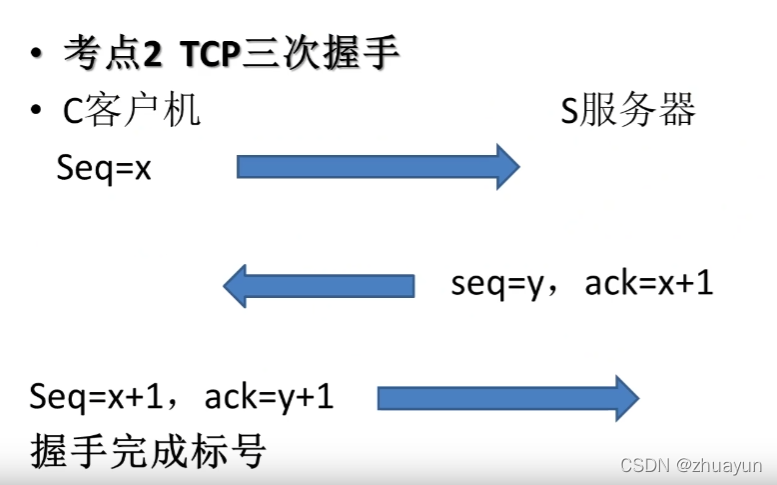 • 考点2 TCP三次握手
• C客户机 S服务器
Seq=x
seq=y，ack=x+1
Seq=x+1，ack=y+1
握手完成标号
CSDN @zhuayun